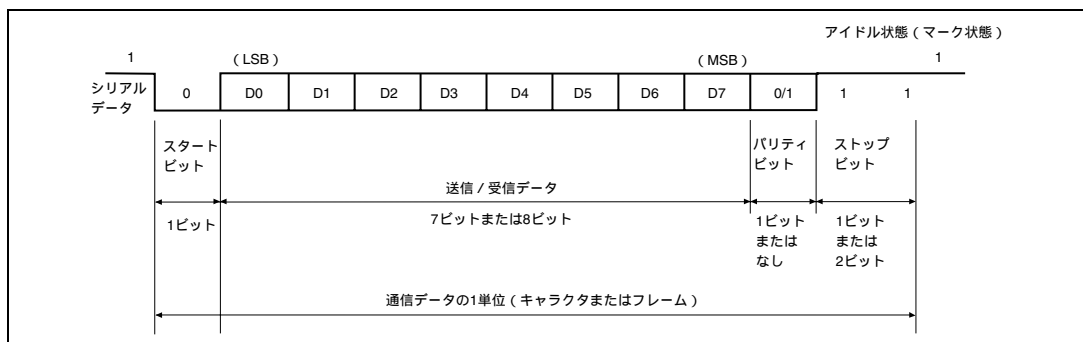 アイドル状態（マーク状態）
1 （LSB） （MSB） 1
シリアル
データ
0 D0 D1 D2 D3 D4 D5 D6 D7 0/1 1 1
スタート
ビット
パリティ
ビット
ストップ
ビット
送信／受信データ
1ビット
7ビットまたは8ビット
1ビット
または
なし
1ビット
または
2ビット
通信データの1単位（キャラクタまたはフレーム）